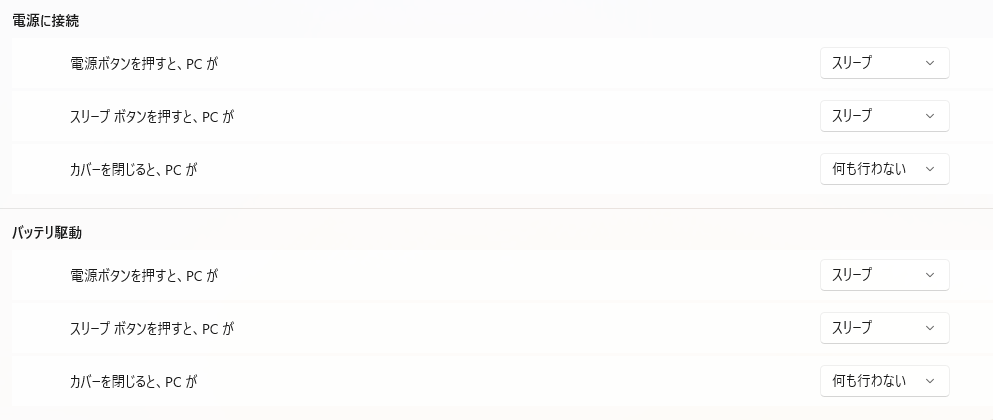 電源に接続
電源ボタンを押すと、PC が
スリープ
スリープ ボタンを押すと、PC が
スリープ
カバーを閉じると、PC が
何も行わない
バッテリ駆動
電源ボタンを押すと、PC が
スリープ
スリープ ボタンを押すと、PC が
スリープ
カバーを閉じると、PC が
何も行わない